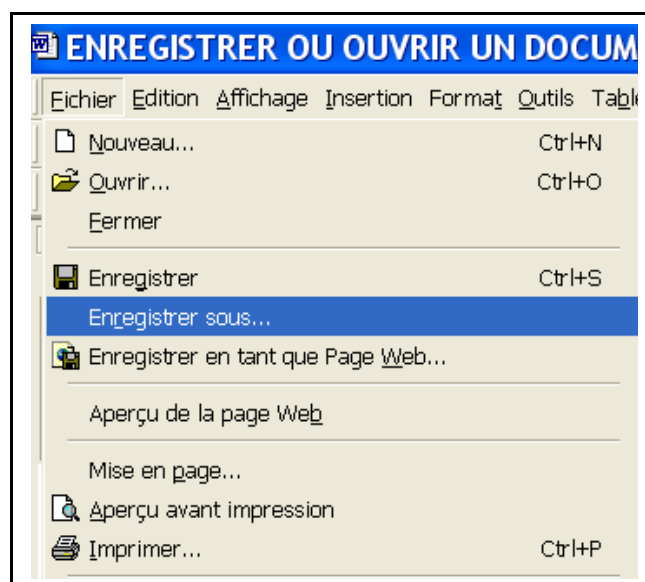 ENREGISTRER OU OUVRIR UN DOCUM
Fichier Edition Affichage Insertion Format Outils Table
Nouveau... Ctrl+N
Ouvrir... Ctrl+O
Fermer
Enregistrer Ctrl+S
Enregistrer sous...
Enregistrer en tant que Page Web...
Aperçu de la page Web
Mise en page...
Aperçu avant impression
Imprimer... Ctrl+P